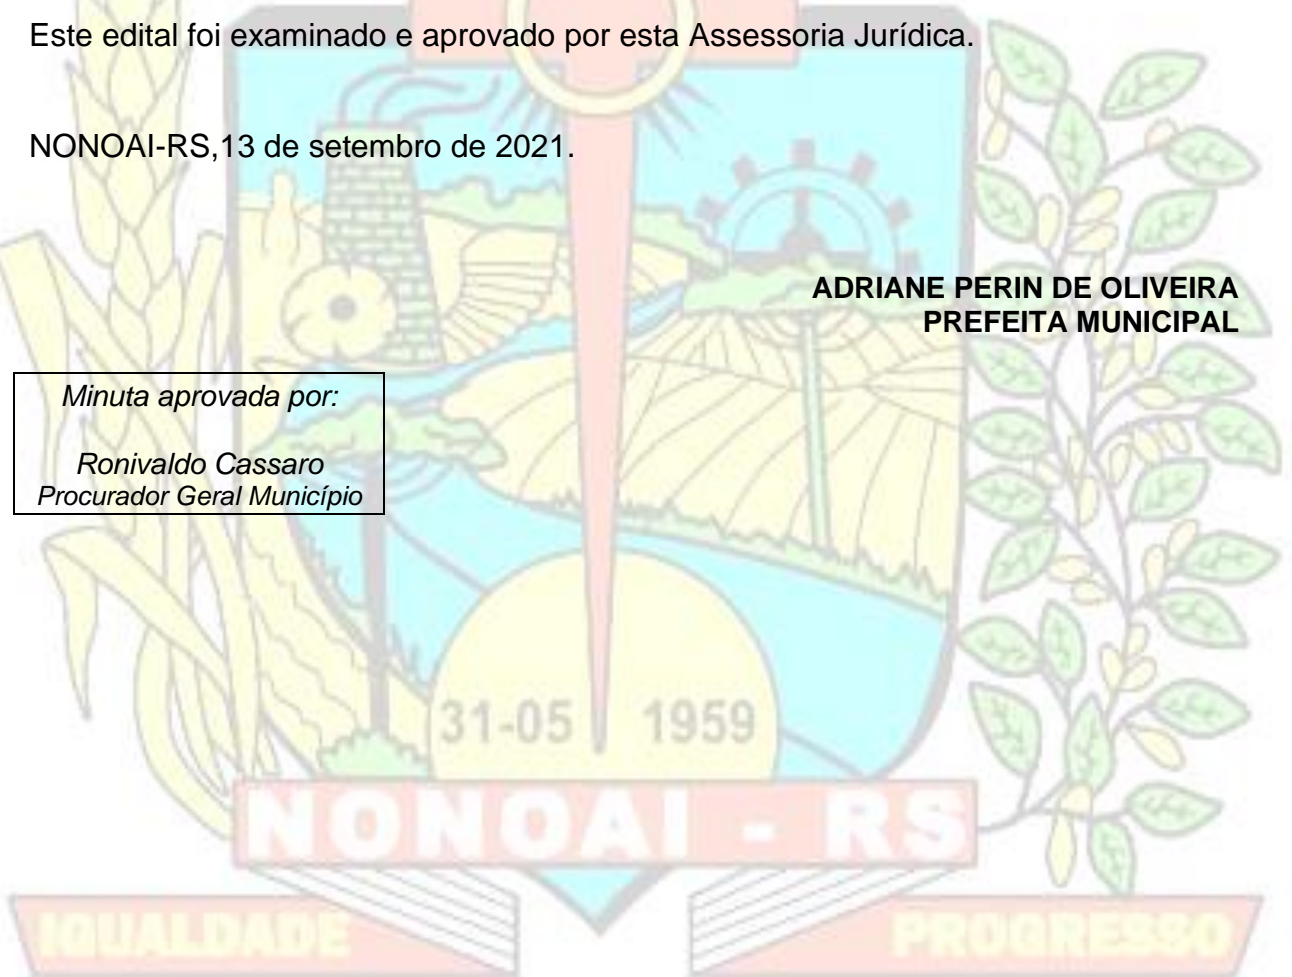 Este edital foi examinado e aprovado por esta Assessoria Jurídica.
NONOAI-RS,13 de setembro de 2021.
ADRIANE PERIN DE OLIVEIRA
PREFEITA MUNICIPAL
Minuta aprovada por:
Ronivaldo Cassaro
Procurador Geral Município
31-05 1959
NONOAI - RS
IGUALDADE PROGRESSO